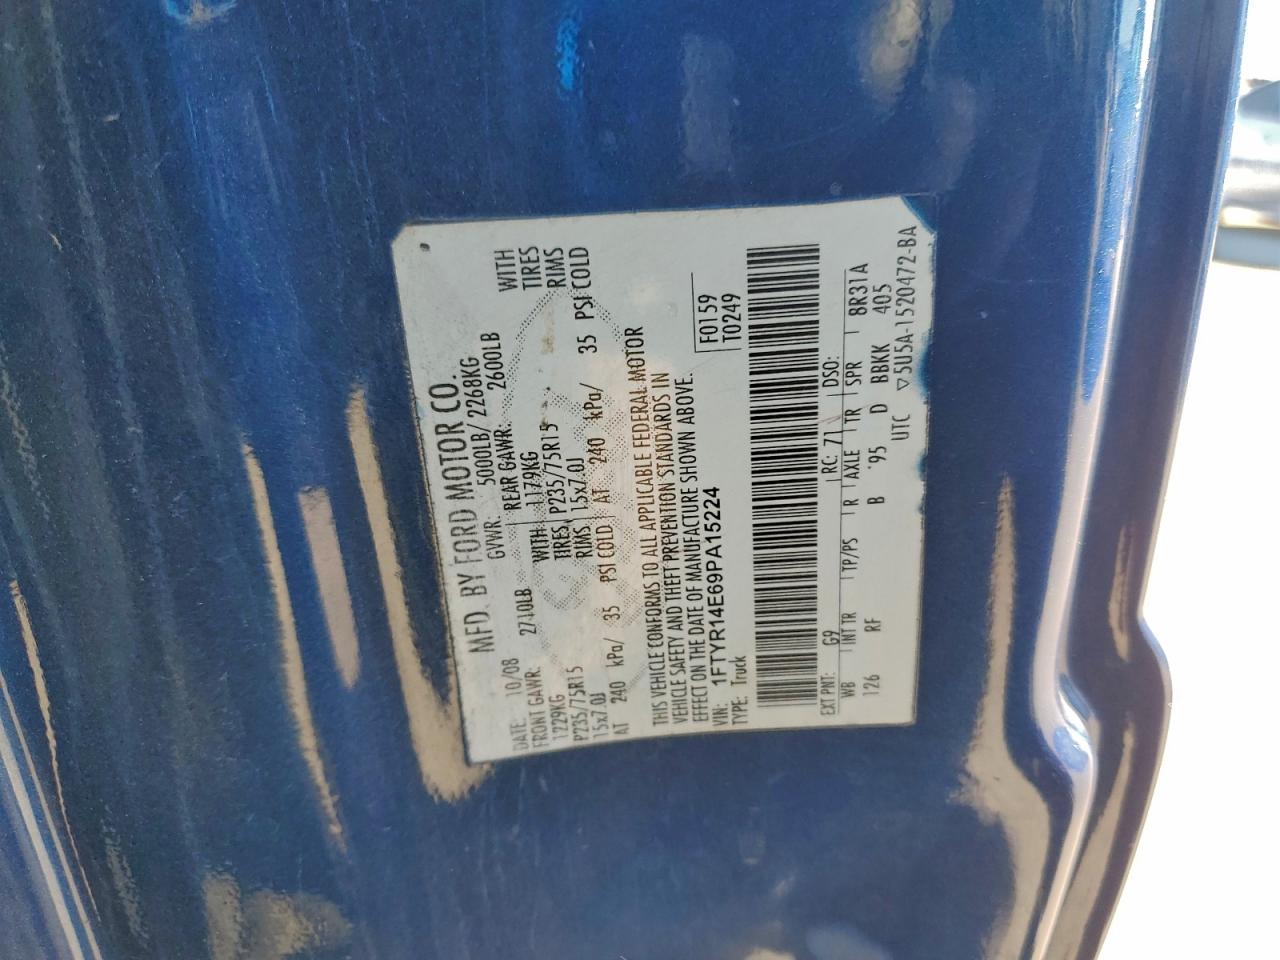 MFD. BY FORD MOTOR CO.
DATE: 10/08 GVWR: 5000LB/ 2268KG
FRONT GAWR: 2710LB REAR GAWR: 2600LB
1229KG WITH 1179KG WITH
P235/75R15 TIRES P235/75R15 TIRES
15x7.0J RIMS 15x7.0J RIMS
AT 240 kPa/ 35 PSI COLD AT 240 kPa/ 35 PSI COLD
THIS VEHICLE CONFORMS TO ALL APPLICABLE FEDERAL MOTOR
VEHICLE SAFETY AND THEFT PREVENTION STANDARDS IN
EFFECT ON THE DATE OF MANUFACTURE SHOWN ABOVE.
VIN: 1FTYR14E69PA15224 F0159
TYPE: Truck T0249
EXT PNT: G9 RC: 71 DSO:
WB INT TR TP/PS R AXLE TR SPR 8R31A
126 RF B '95 D BBKK 405
UTC ▽5U5A-1520472-BA